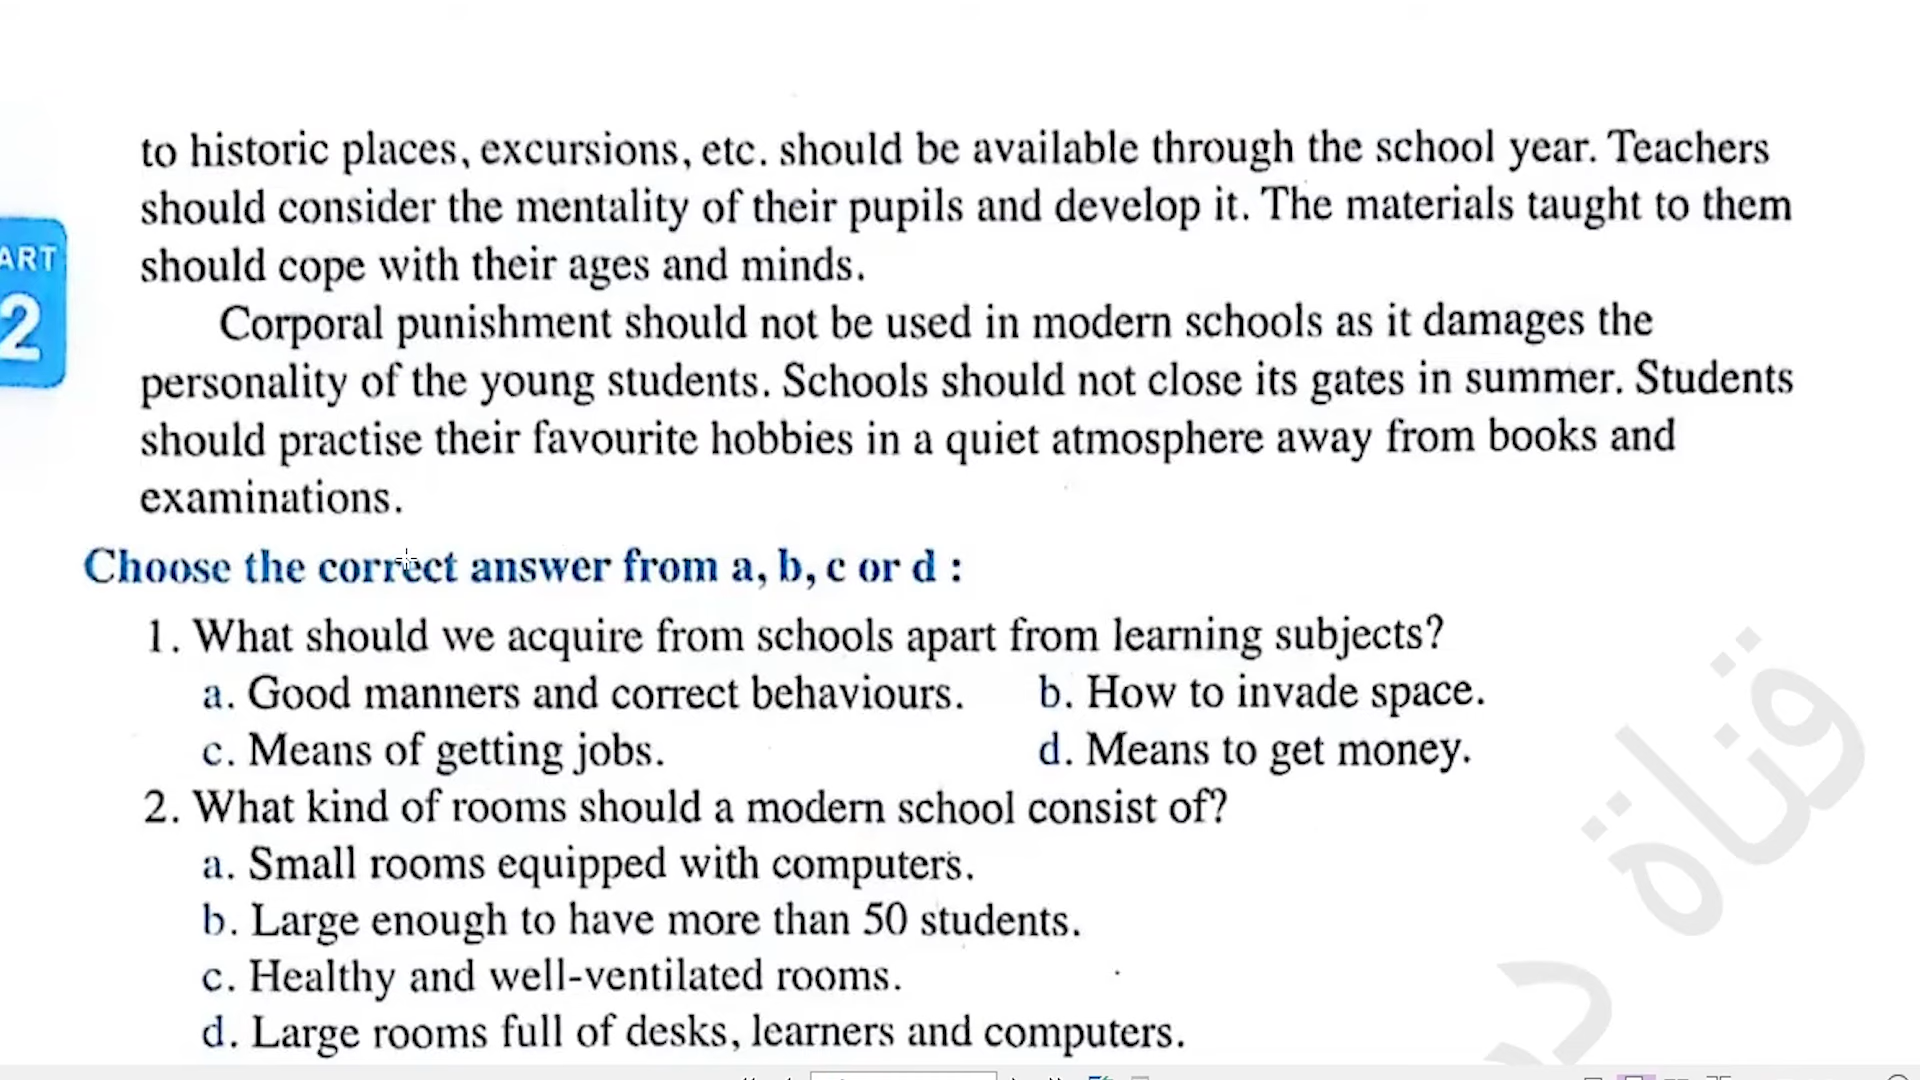 to historic places, excursions, etc. should be available through the school year. Teachers
should consider the mentality of their pupils and develop it. The materials taught to them
should cope with their ages and minds.
ART
2
Corporal punishment should not be used in modern schools as it damages the
personality of the young students. Schools should not close its gates in summer. Students
should practise their favourite hobbies in a quiet atmosphere away from books and
examinations.
Choose the correct answer from a, b, c or d :
1. What should we acquire from schools apart from learning subjects?
a. Good manners and correct behaviours. b. How to invade space.
c. Means of getting jobs. d. Means to get money.
2. What kind of rooms should a modern school consist of?
a. Small rooms equipped with computers.
b. Large enough to have more than 50 students.
c. Healthy and well-ventilated rooms.
d. Large rooms full of desks, learners and computers.
قناة